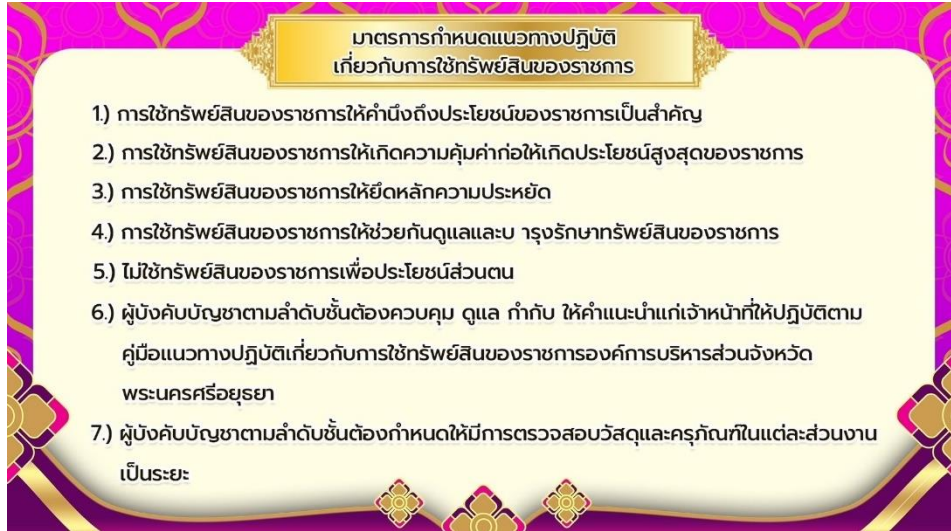 มาตรการกำหนดแนวทางปฏิบัติ
เกี่ยวกับการใช้ทรัพย์สินของราชการ
1.) การใช้ทรัพย์สินของราชการให้คำนึงถึงประโยชน์ของราชการเป็นสำคัญ
2.) การใช้ทรัพย์สินของราชการให้เกิดความคุ้มค่าก่อให้เกิดประโยชน์สูงสุดของราชการ
3.) การใช้ทรัพย์สินของราชการให้ยึดหลักความประหยัด
4.) การใช้ทรัพย์สินของราชการให้ช่วยกันดูแลและบ ารุงรักษาทรัพย์สินของราชการ
5.) ไม่ใช้ทรัพย์สินของราชการเพื่อประโยชน์ส่วนตน
6.) ผู้บังคับบัญชาตามลำดับชั้นต้องควบคุม ดูแล กำกับ ให้คำแนะนำแก่เจ้าหน้าที่ให้ปฏิบัติตาม
คู่มือแนวทางปฏิบัติเกี่ยวกับการใช้ทรัพย์สินของราชการองค์การบริหารส่วนจังหวัด
พระนครศรีอยุธยา
7.) ผู้บังคับบัญชาตามลำดับชั้นต้องกำหนดให้มีการตรวจสอบวัสดุและครุภัณฑ์ในแต่ละส่วนงาน
เป็นระยะ